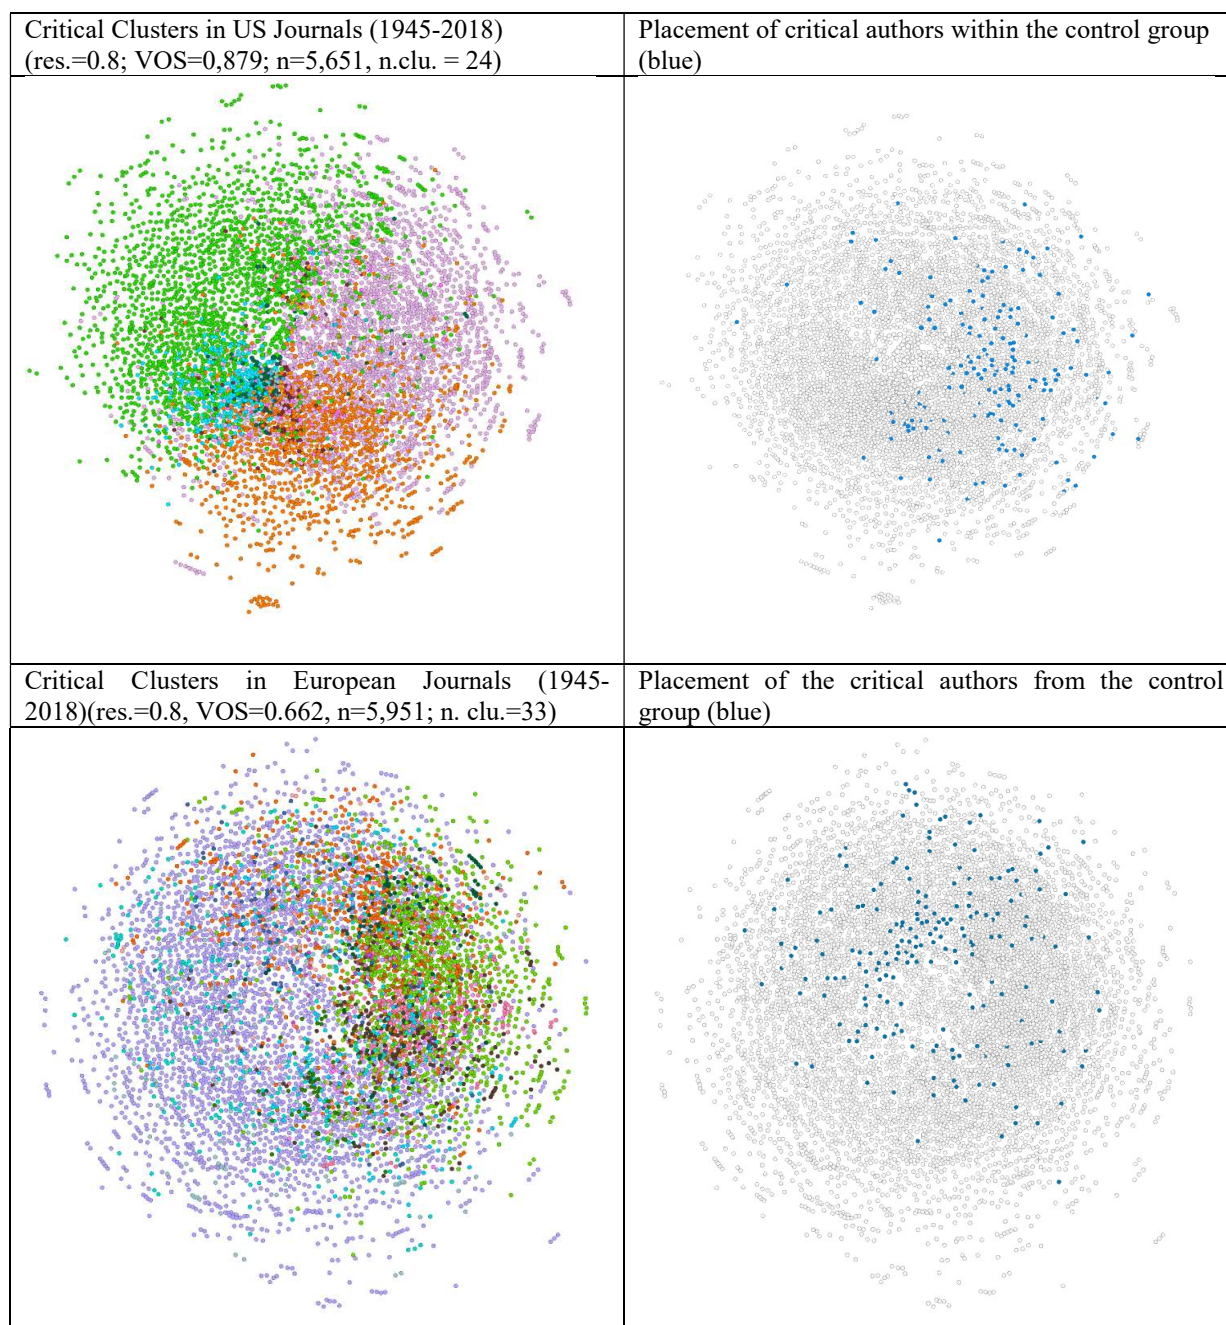 Critical Clusters in US Journals (1945-2018)
(res.=0.8; VOS=0,879; n=5,651, n.clu. = 24)
Placement of critical authors within the control group
(blue)
Critical Clusters in European Journals (1945-
2018)(res.=0.8, VOS=0.662, n=5,951; n. clu.=33)
Placement of the critical authors from the control
group (blue)